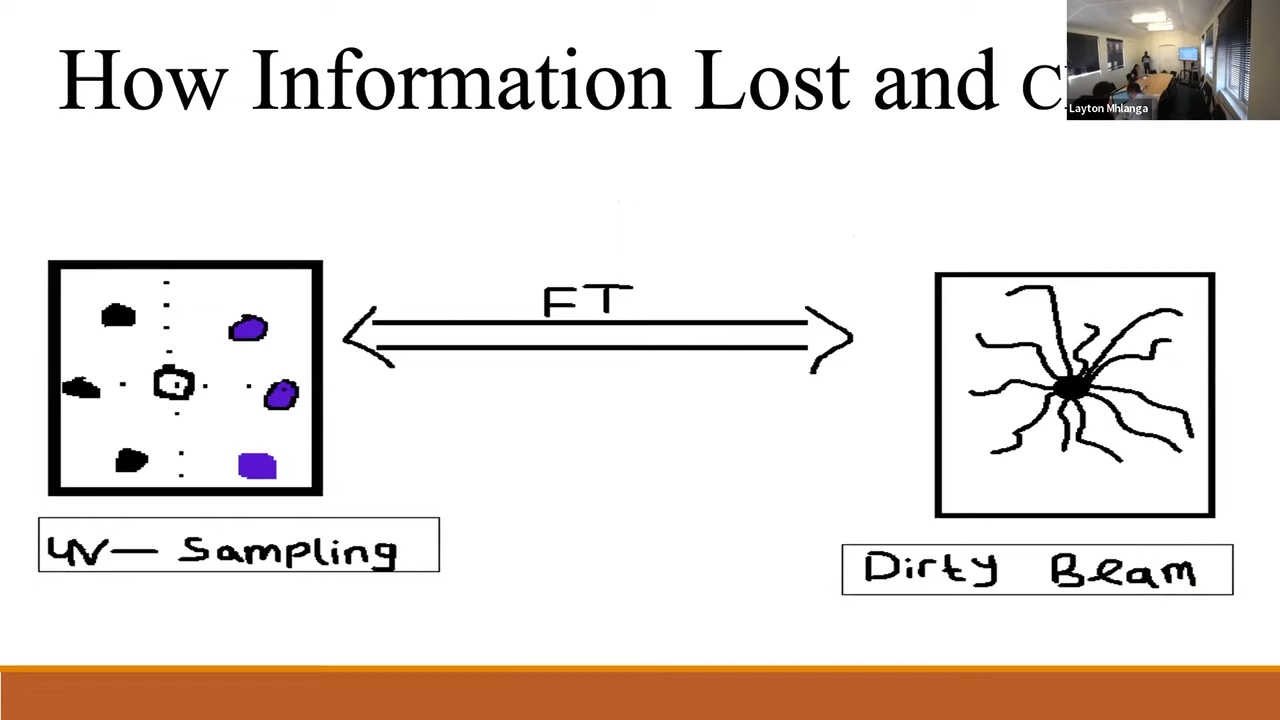 How Information Lost and C
Layton Mhlanga
FT
UV— Sampling
Dirty Beam